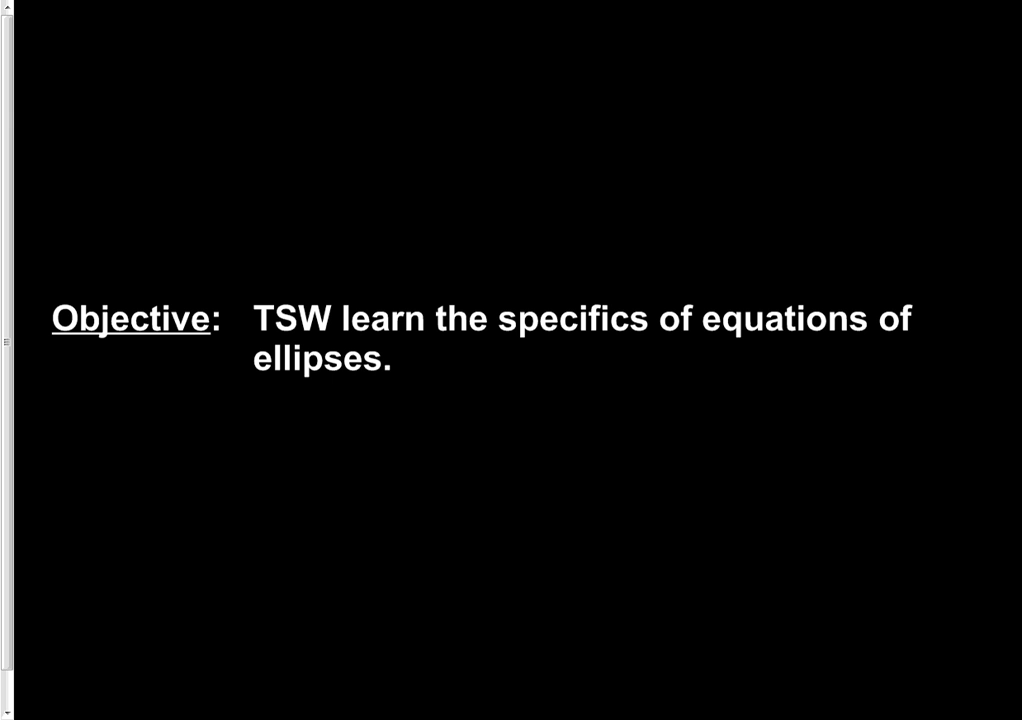 Objective: TSW learn the specifics of equations of
ellipses.